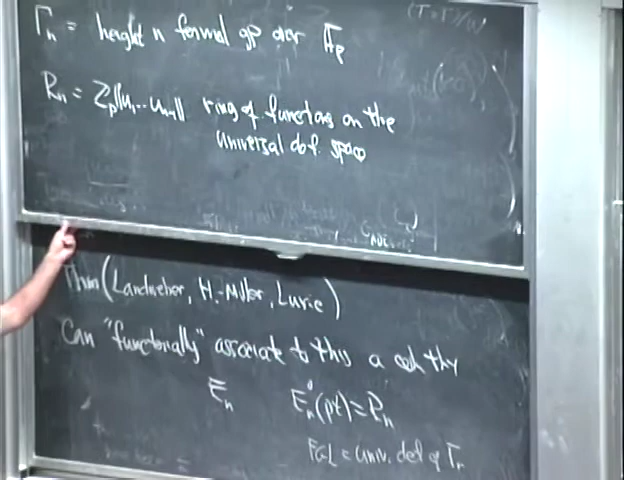 Γₙ = height n formal gp over F̄ₚ
Rₙ = Zₚ[[u₁...uₙ₋₁]] ring of functions on the
universal def. space
Thm (Landweber, H.-Miller, Lurie)
Can "functorially" associate to this a coh thy
Eₙ Eₙ⁰(pt) = Rₙ
FGL = univ. def of Γₙ